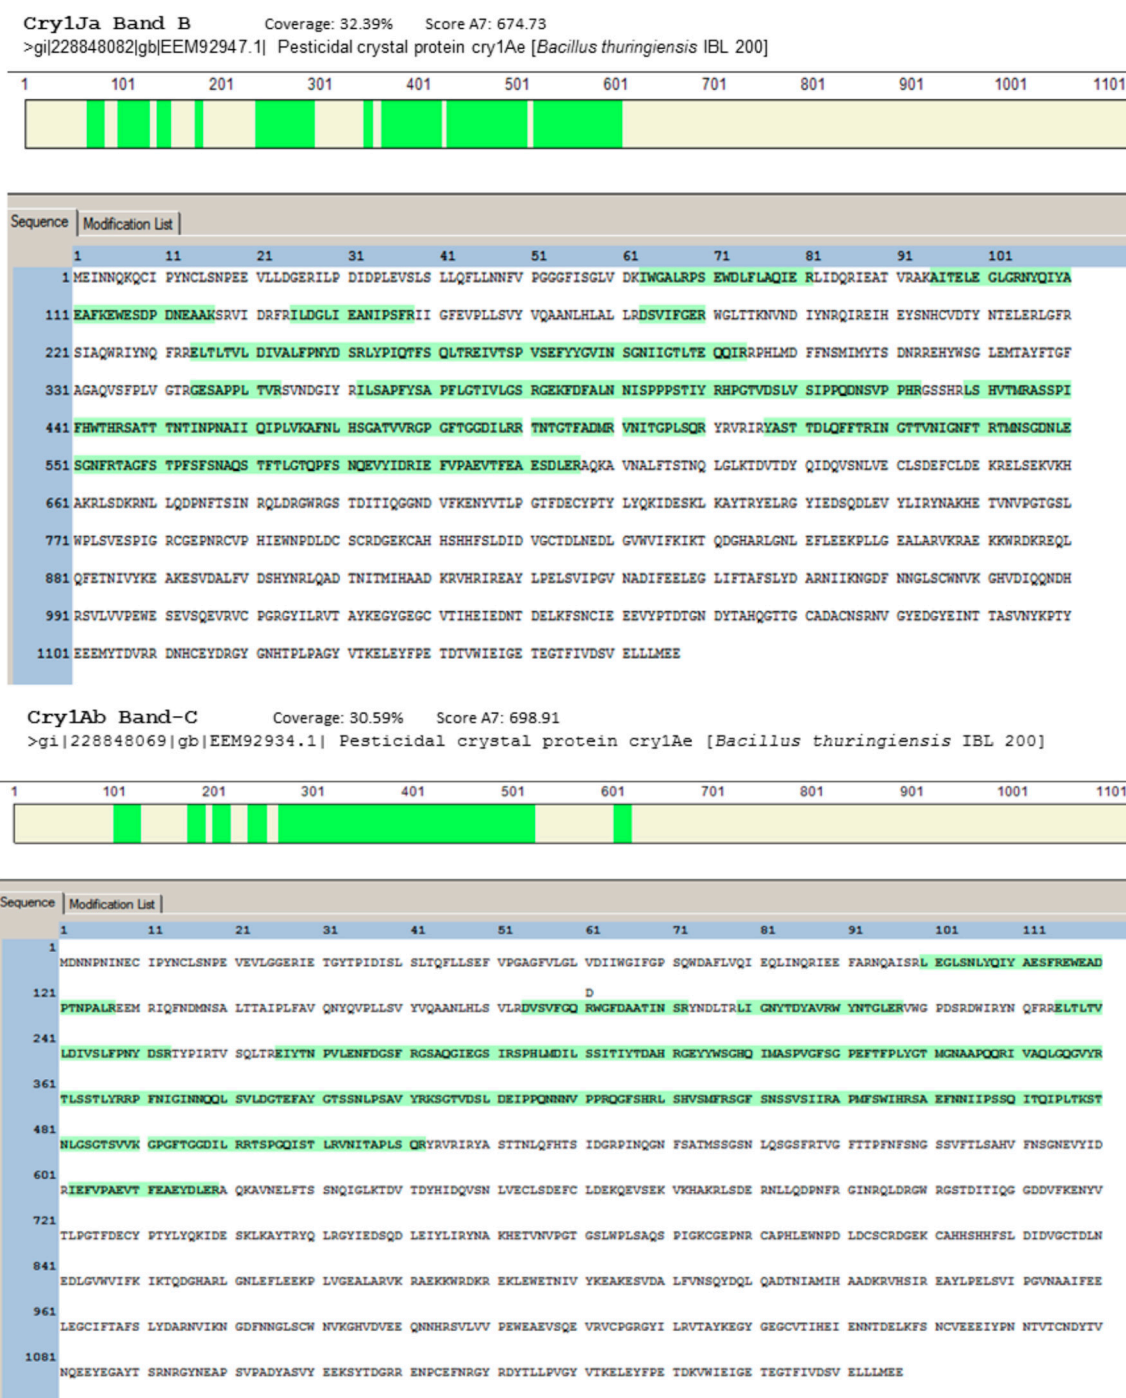 Cry1Ja Band B Coverage: 32.39% Score A7: 674.73
>gi|228848082|gb|EEM92947.1| Pesticidal crystal protein cry1Ae [Bacillus thuringiensis IBL 200]
1 101 201 301 401 501 601 701 801 901 1001 1101
Sequence Modification List
1 11 21 31 41 51 61 71 81 91 101
1 MEINNQKQCI PYNCLSNPEE VLLDGERILP DIDPLEVSLS LLQFLLNNFV PGGGFISGLV DKIWGALRPS EWDLFLAQIE RLIDQRIEAT VRAKAITELE GLGRNYQIYA
111 EAFKEWESDP DNEAAKSRVI DRFRILDGLI EANIPSFRII GFEVPLLSVY VQAANLHLAL LRDSVIFGER WGLTTKNVND IYNRQIREIH EYSNHCVDTY NTELERLGFR
221 SIAQWRIYNQ FRRELTLTVL DIVALFPNYD SRLYPIQTFS QLTREIVTSP VSEFYYGVIN SGNIIGTLTE QQIRRPHLMD FFNSMIMYTS DNRREHYWSG LEMTAYFTGF
331 AGAQVSFPLV GTRGESAPPL TVRSVNDGIY RILSAPFYSA PFLGTIVLGS RGEKFDFALN NISPPPSTIY RHPGTVDSLV SIPPQDNSVP PHRGSSHRLS HVTMRASSPI
441 FHWTHRSATT TNTINPNAII QIPLVKAFNL HSGATVVRGP GFTGGDILRR TNTGTFADMR VNITGPLSQR YRVRIRYAST TDLQFFTRIN GTTVNIGNFT RTMNSGDNLE
551 SGNFRTAGFS TPFSFSNAQS TFTLGTQPFS NQEVYIDRIE FVPAEVTFEA ESDLERAQKA VNALFTSTNQ LGLKTDVTDY QIDQVSNLVE CLSDEFCLDE KRELSEKVKH
661 AKRLSDKRNL LQDPNFTSIN RQLDRGWRGS TDITIQGGND VFKENYVTLP GTFDECYPTY LYQKIDESKL KAYTRYELRG YIEDSQDLEV YLIRYNAKHE TVNVPGTGSL
771 WPLSVESPIG RCGEPNRCVP HIEWNPDLDC SCRDGEKCAH HSHHFSLDID VGCTDLNEDL GVWVIFKIKT QDGHARLGNL EFLEEKPLLG EALARVKRAE KKWRDKREQL
881 QFETNIVYKE AKESVDALFV DSHYNRLQAD TNITMIHAAD KRVHRIREAY LPELSVIPGV NADIFEELEG LIFTAFSLYD ARNIIKNGDF NNGLSCWNVK GHVDIQQNDH
991 RSVLVVPEWE SEVSQEVRVC PGRGYILRVT AYKEGYGEGC VTIHEIEDNT DELKFSNCIE EEVYPTDTGN DYTAHQGTTG CADACNSRNV GYEDGYEINT TASVNYKPTY
1101 EEEMYTDVRR DNHCEYDRGY GNHTPLPAGY VTKELEYFPE TDTVWIEIGE TEGTFIVDSV ELLLMEE
Cry1Ab Band-C Coverage: 30.59% Score A7: 698.91
>gi|228848069|gb|EEM92934.1| Pesticidal crystal protein cry1Ae [Bacillus thuringiensis IBL 200]
1 101 201 301 401 501 601 701 801 901 1001 1101
Sequence Modification List
1 11 21 31 41 51 61 71 81 91 101 111
1 MDNNPNINEC IPYNCLSNPE VEVLGGERIE TGYTPIDISL SLTQFLLSEF VPGAGFVLGL VDIIWGIFGP SQWDAFLVQI EQLINQRIEE FARNQAISRL EGLSNLYQIY AESFREWEAD
D
121 PTNPALREEM RIQFNDMNSA LTTAIPLFAV QNYQVPLLSV YVQAANLHLS VLRDVSVFGQ RWGFDAATIN SRYNDLTRLI GNYTDYAVRW YNTGLERVWG PDSRDWIRYN QFRRELTLTV
241 LDIVSLFPNY DSRTYPIRTV SQLTREIYTN PVLENFDGSF RGSAQGIEGS IRSPHLMDIL SSITIYTDAH RGEYYWSGHQ IMASPVGFSG PEFTFPLYGT MGNAAPQQRI VAQLGQGVYR
361 TLSSTLYRRP FNIGINNQQL SVLDGTEFAY GTSSNLPSAV YRKSGTVDSL DEIPPQNNNV PPRQGFSHRL SHVSMFRSGF SNSSVSIIRA PMFSWIHRSA EFNNIIPSSQ ITQIPLTKST
481 NLGSGTSVVK GPGFTGGDIL RRTSPGQIST LRVNITAPLS QRYRVRIRYA STTNLQFHTS IDGRPINQGN FSATMSSGSN LQSGSFRTVG FTTPFNFSNG SSVFTLSAHV FNSGNEVYID
601 RIEFVPAEVT FEAEYDLERA QKAVNELFTS SNQIGLKTDV TDYHIDQVSN LVECLSDEFC LDEKQEVSEK VKHAKRLSDE RNLLQDPNFR GINRQLDRGW RGSTDITIQG GDDVFKENYV
721 TLPGTFDECY PTYLYQKIDE SKLKAYTRYQ LRGYIEDSQD LEIYLIRYNA KHETVNVPGT GSLWPLSAQS PIGKCGEPNR CAPHLEWNPD LDCSCRDGEK CAHHSHHFSL DIDVGCTDLN
841 EDLGVWVIFK IKTQDGHARL GNLEFLEEKP LVGEALARVK RAEKKWRDKR EKLEWETNIV YKEAKESVDA LFVNSQYDQL QADTNIAMIH AADKRVHSIR EAYLPELSVI PGVNAAIFEE
961 LEGCIFTAFS LYDARNVIKN GDFNNGLSCW NVKGHVDVEE QNNHRSVLVV PEWEAEVSQE VRVCPGRGYI LRVTAYKEGY GEGCVTIHEI ENNTDELKFS NCVEEEIYPN NTVTCNDYTV
1081 NQEEYEGAYT SRNRGYNEAP SVPADYASVY EEKSYTDGRR ENPCEFNRGY RDYTLLPVGY VTKELEYFPE TDKVWIEIGE TEGTFIVDSV ELLLMEE